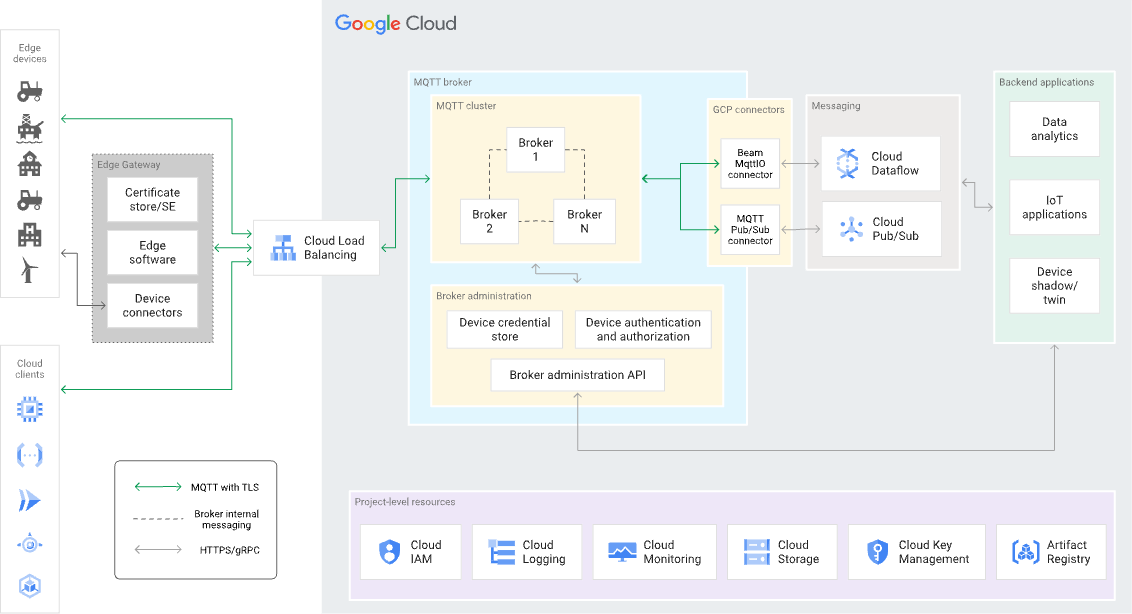 Google Cloud
Edge
devices
Edge Gateway
Certificate
store/SE
Edge
software
Device
connectors
Cloud
clients
Cloud Load
Balancing
MQTT broker
MQTT cluster
Broker
1
Broker
2
Broker
N
Broker administration
Device credential
store
Device authentication
and authorization
Broker administration API
GCP connectors
Beam
MqttIO
connector
MQTT
Pub/Sub
connector
Messaging
Cloud
Dataflow
Cloud
Pub/Sub
Backend applications
Data
analytics
IoT
applications
Device
shadow/
twin
MQTT with TLS
Broker internal
messaging
HTTPS/gRPC
Project-level resources
Cloud
IAM
Cloud
Logging
Cloud
Monitoring
Cloud
Storage
Cloud Key
Management
Artifact
Registry